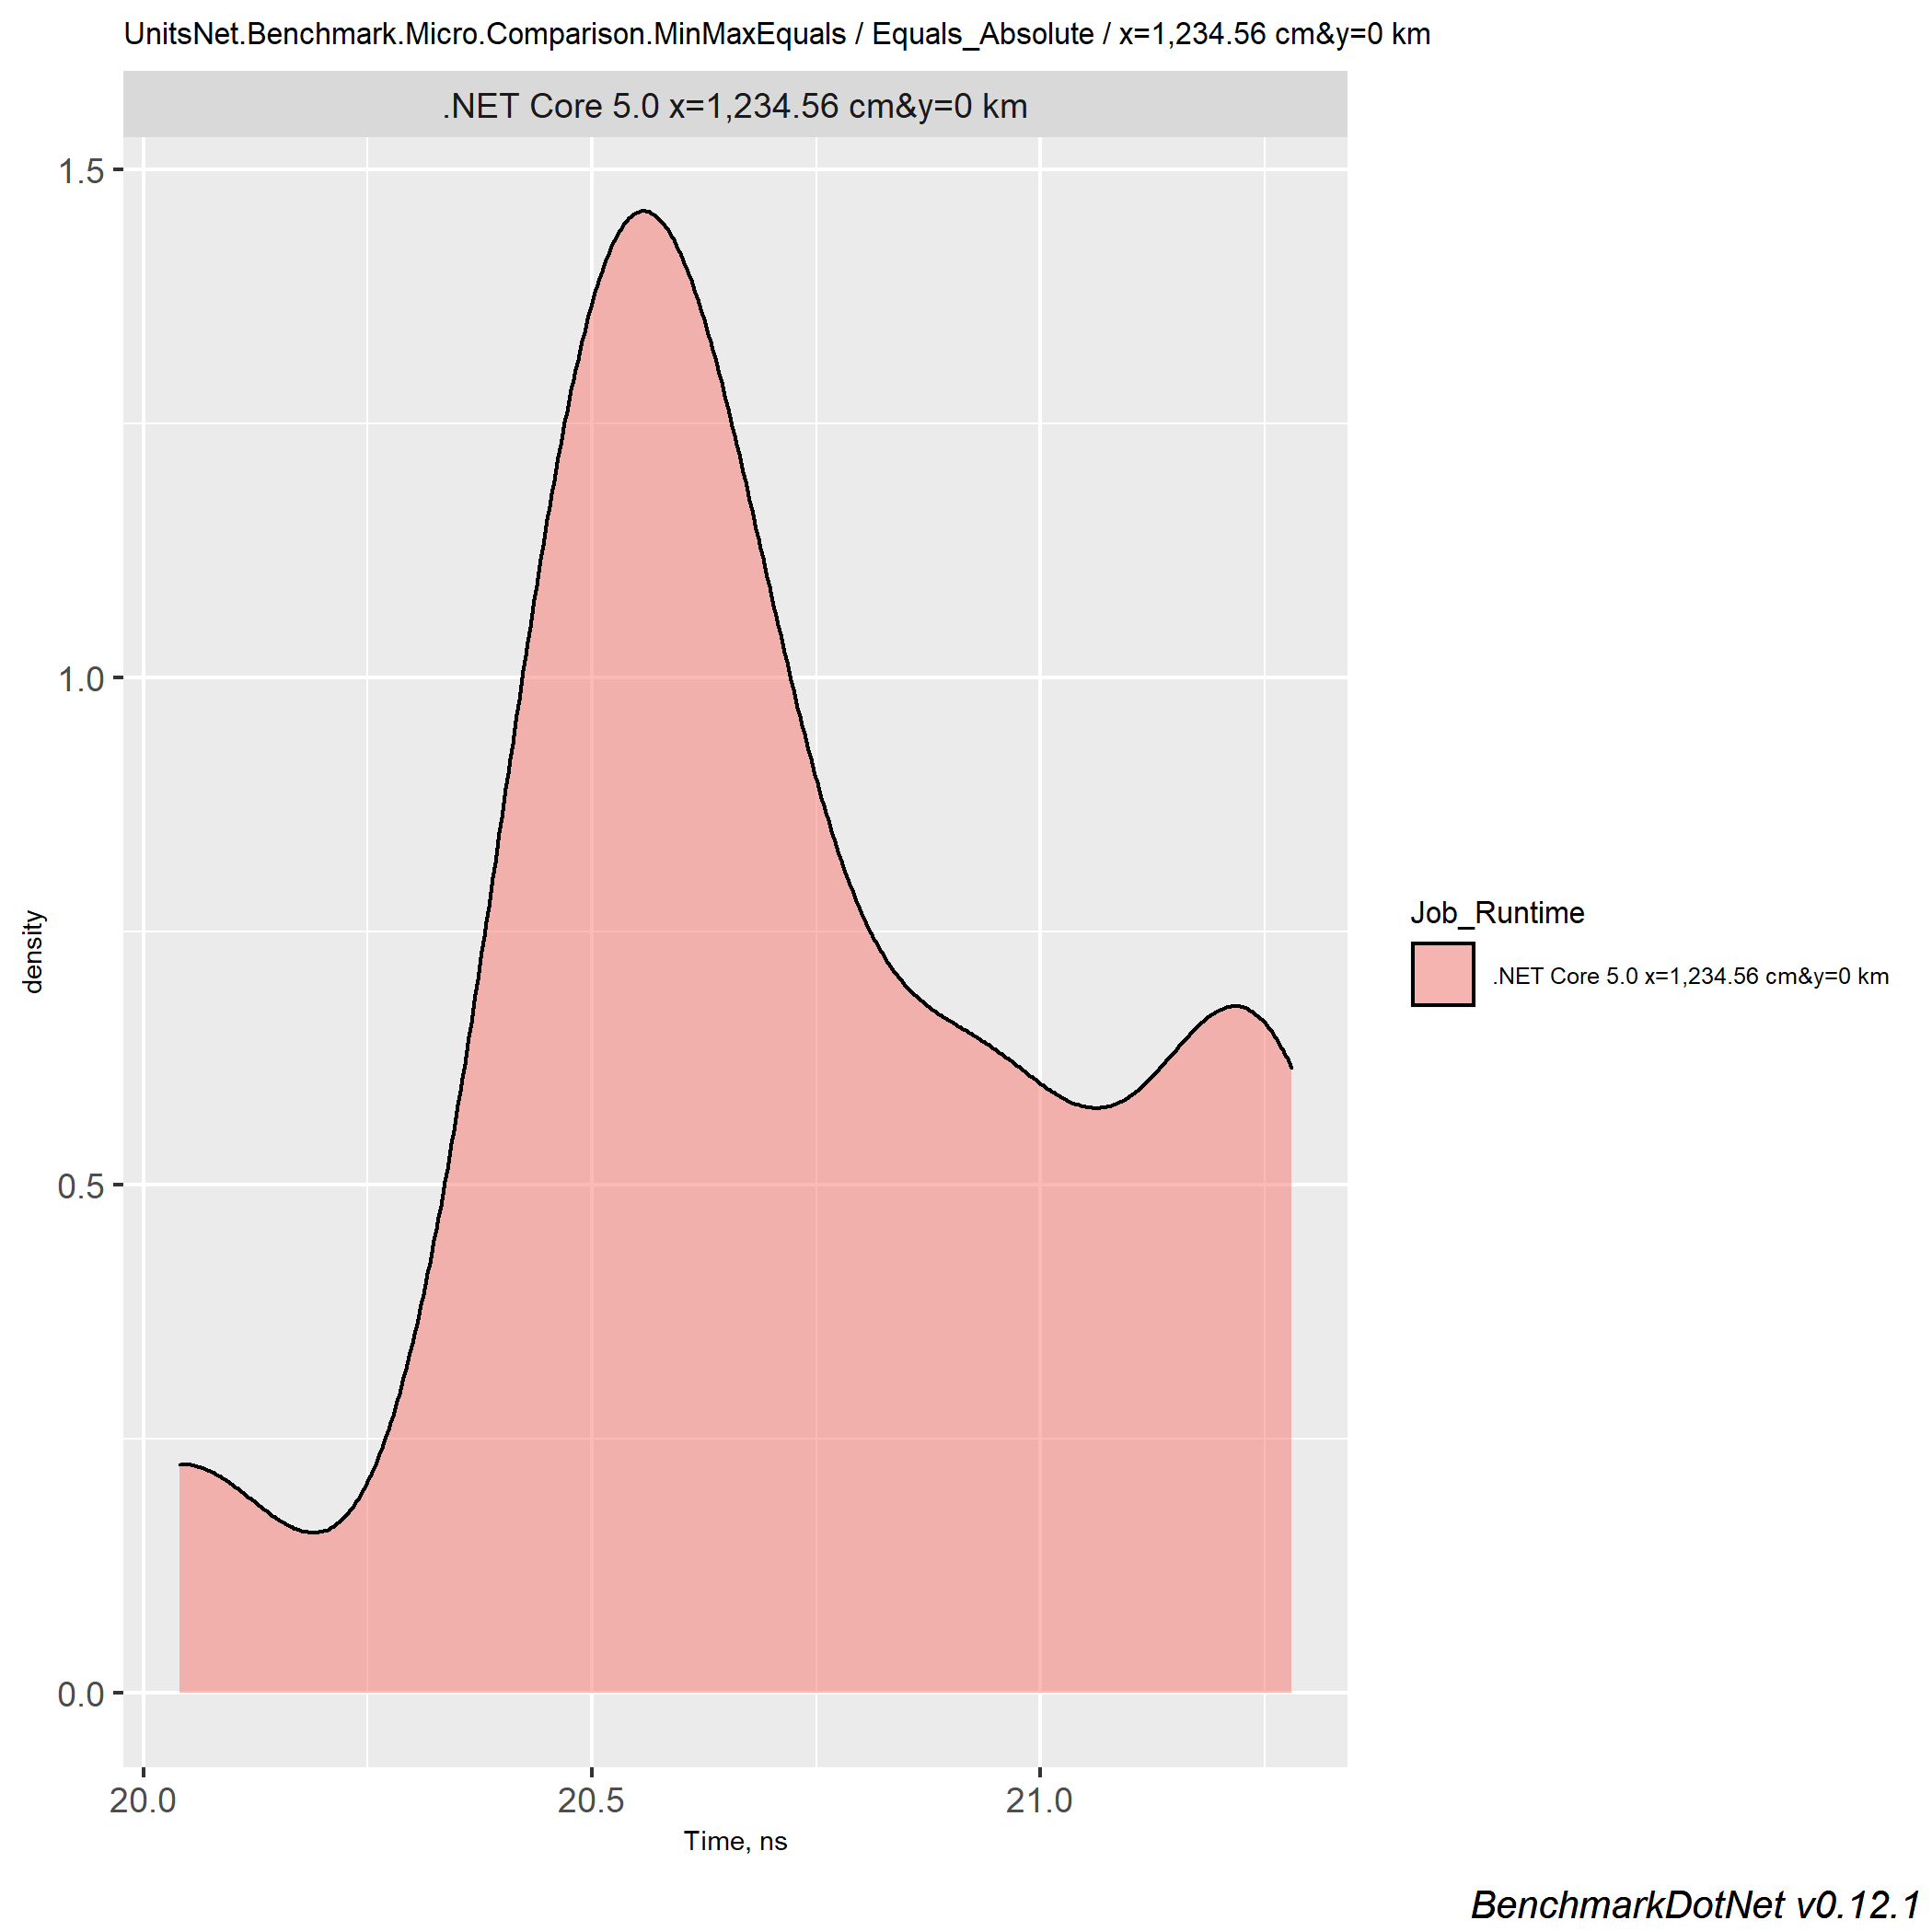 UnitsNet.Benchmark.Micro.Comparison.MinMaxEquals / Equals_Absolute / x=1,234.56 cm&y=0 km
.NET Core 5.0 x=1,234.56 cm&y=0 km
1.5
1.0
0.5
0.0
density
20.0 20.5 21.0
Time, ns
Job_Runtime
.NET Core 5.0 x=1,234.56 cm&y=0 km
BenchmarkDotNet v0.12.1